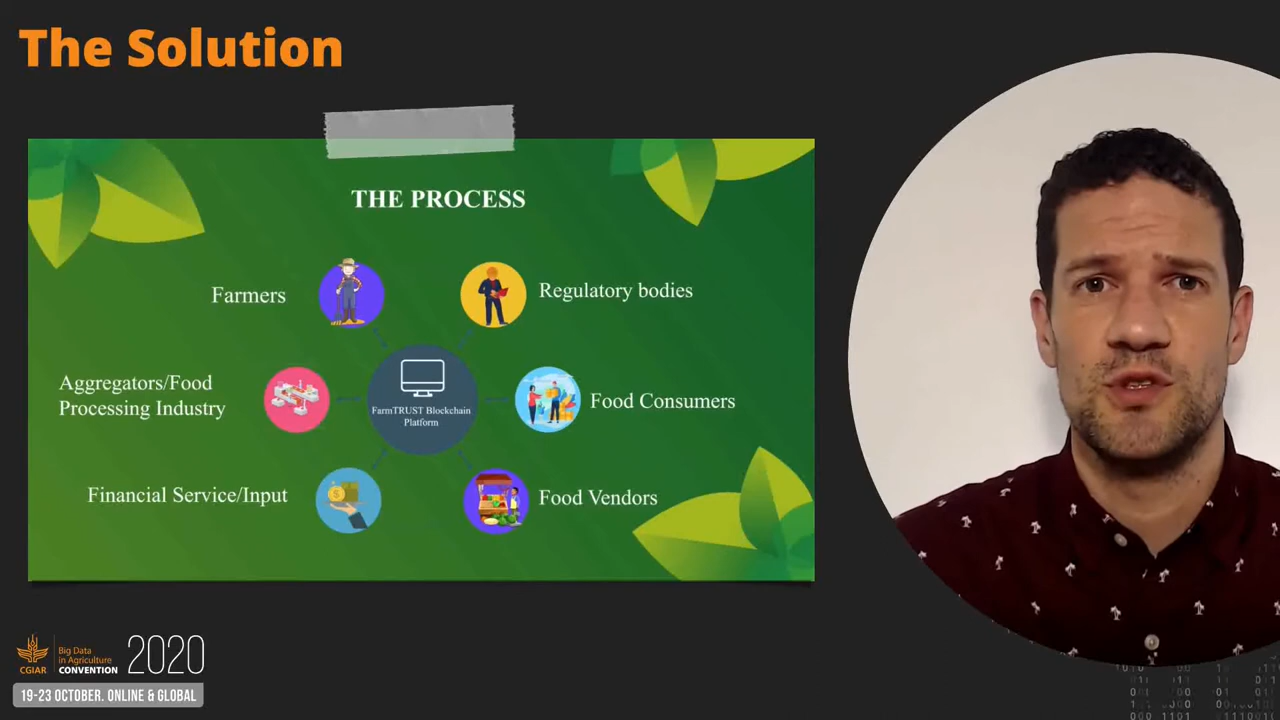 The Solution
THE PROCESS
Farmers
Regulatory bodies
Aggregators/Food
Processing Industry
FarmTRUST Blockchain
Platform
Food Consumers
Financial Service/Input
Food Vendors
CGIAR
Big Data
in Agriculture
CONVENTION
2020
19-23 OCTOBER. ONLINE & GLOBAL